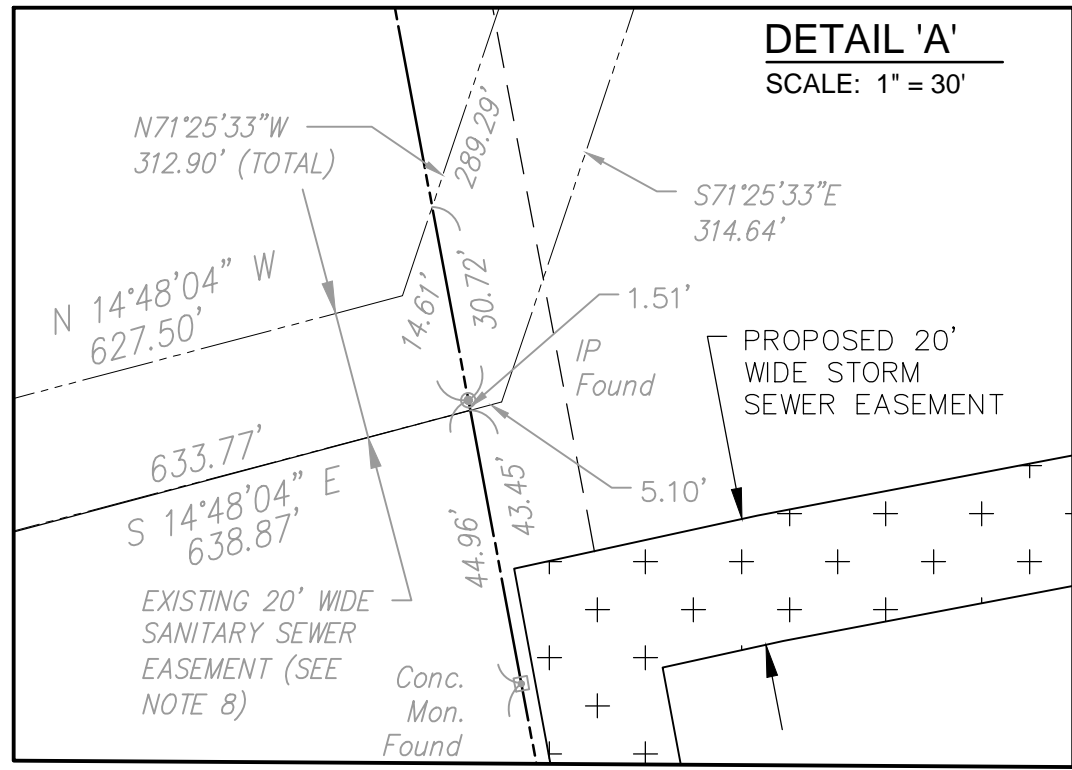 DETAIL 'A'
SCALE: 1" = 30'
N71°25'33"W
312.90' (TOTAL)
289.29'
S71°25'33"E
314.64'
N 14°48'04" W
627.50'
14.61'
30.72'
1.51'
IP
Found
PROPOSED 20'
WIDE STORM
SEWER EASEMENT
633.77'
S 14°48'04" E
638.87'
5.10'
43.45'
44.96'
EXISTING 20' WIDE
SANITARY SEWER
EASEMENT (SEE
NOTE 8)
Conc.
Mon.
Found